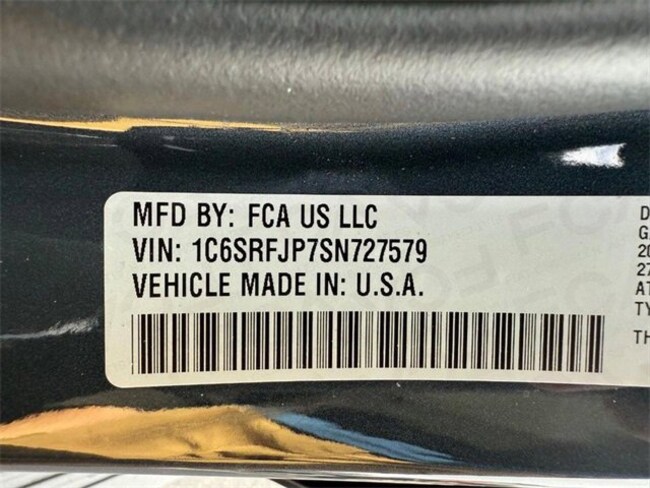 MFD BY: FCA US LLC
VIN: 1C6SRFJP7SN727579
VEHICLE MADE IN: U.S.A.